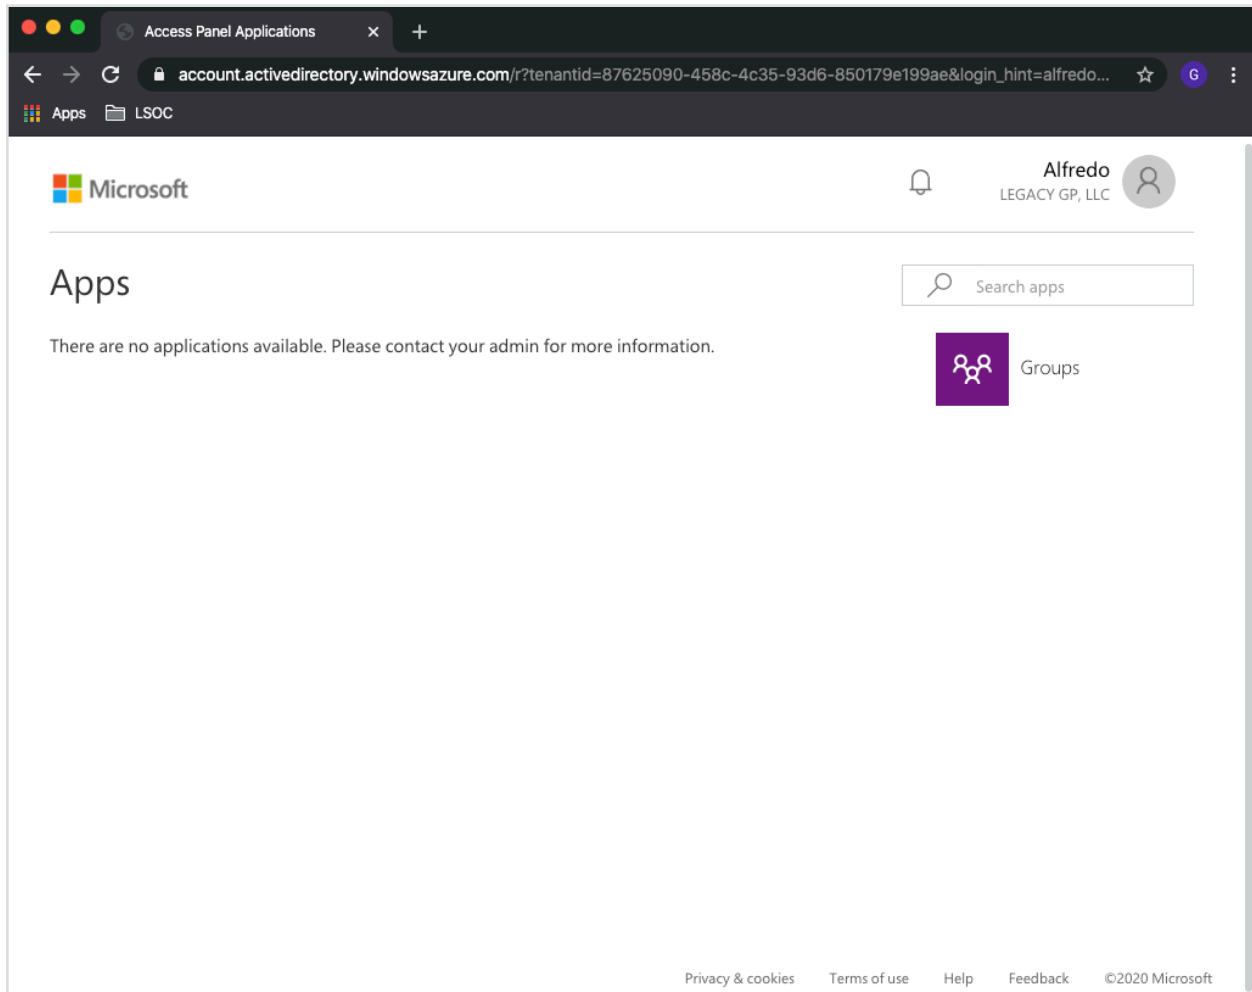 Access Panel Applications
account.activedirectory.windowsazure.com/r?tenantid=87625090-458c-4c35-93d6-850179e199ae&login_hint=alfredo...
G
Apps
LSOC
Microsoft
Alfredo
LEGACY GP, LLC
Apps
Search apps
There are no applications available. Please contact your admin for more information.
Groups
Privacy & cookies Terms of use Help Feedback ©2020 Microsoft